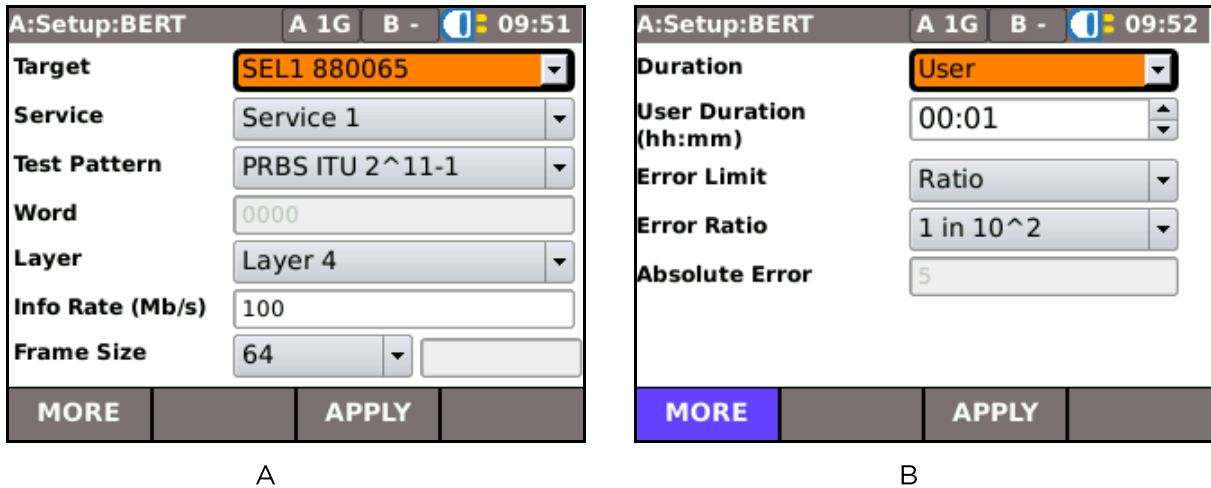 A:Setup:BERT A 1G B - 09:51
Target SEL1 880065
Service Service 1
Test Pattern PRBS ITU 2^11-1
Word 0000
Layer Layer 4
Info Rate (Mb/s) 100
Frame Size 64
MORE APPLY
A
A:Setup:BERT A 1G B - 09:52
Duration User
User Duration
(hh:mm) 00:01
Error Limit Ratio
Error Ratio 1 in 10^2
Absolute Error 5
MORE APPLY
B